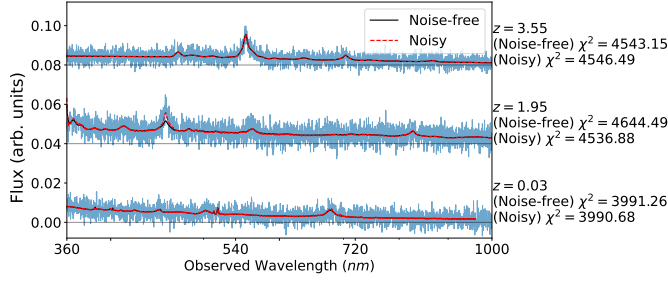 Noise-free
Noisy
Flux (arb. units)
0.10
0.08
0.06
0.04
0.02
0.00
z = 3.55
(Noise-free) χ² = 4543.15
(Noisy) χ² = 4546.49
z = 1.95
(Noise-free) χ² = 4644.49
(Noisy) χ² = 4536.88
z = 0.03
(Noise-free) χ² = 3991.26
(Noisy) χ² = 3990.68
360 540 720 1000
Observed Wavelength (nm)